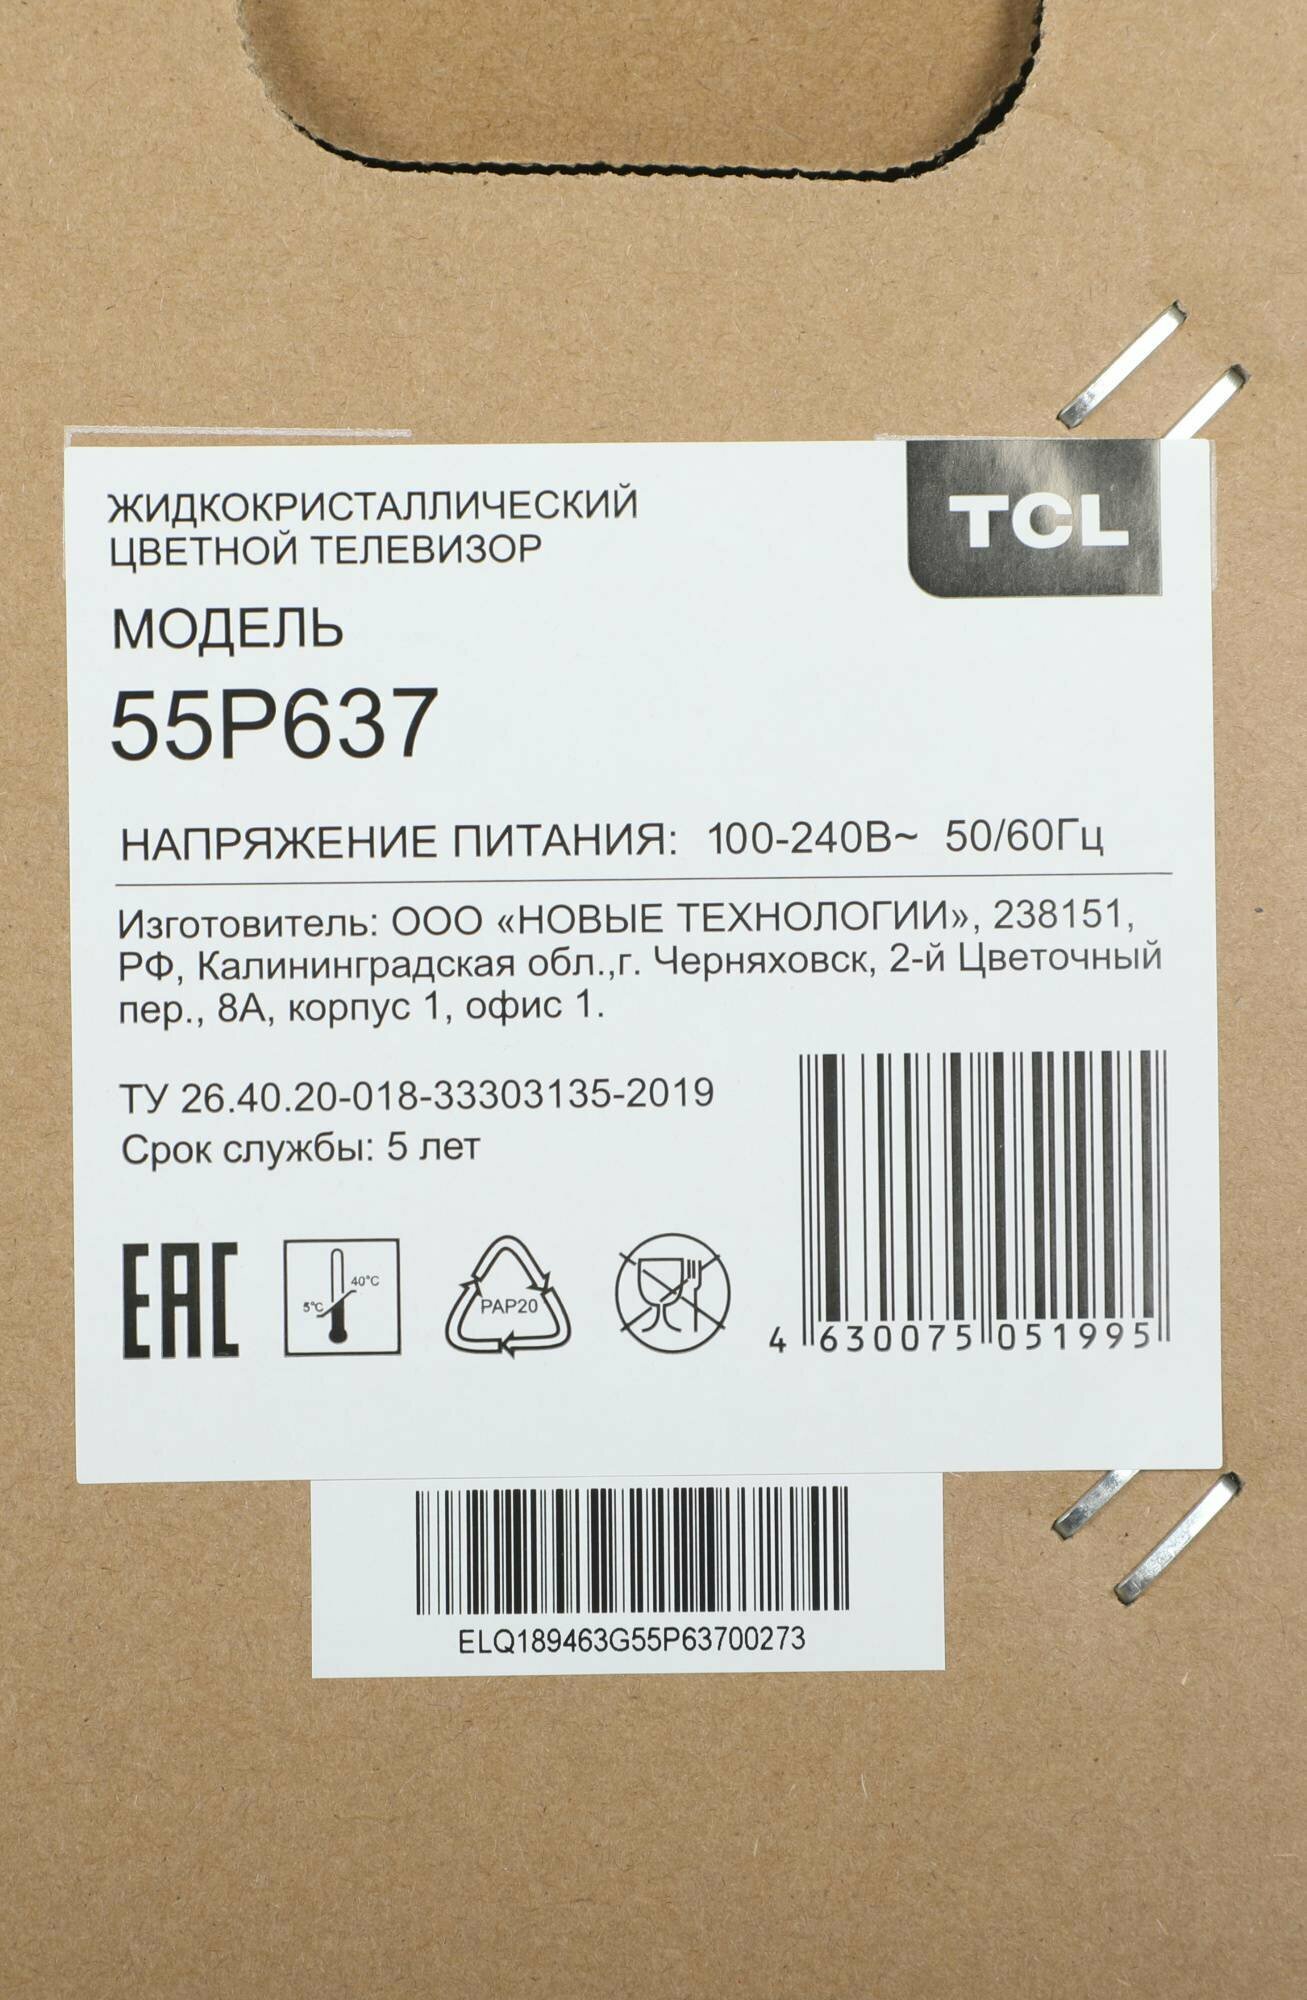 TCL
ЖИДКОКРИСТАЛЛИЧЕСКИЙ
ЦВЕТНОЙ ТЕЛЕВИЗОР
МОДЕЛЬ
55P637
НАПРЯЖЕНИЕ ПИТАНИЯ: 100-240В~ 50/60Гц
Изготовитель: ООО «НОВЫЕ ТЕХНОЛОГИИ», 238151,
РФ, Калининградская обл.,г. Черняховск, 2-й Цветочный
пер., 8А, корпус 1, офис 1.
ТУ 26.40.20-018-33303135-2019
Срок службы: 5 лет
EAC
5°C
40°C
PAP20
4 630075 051995
ELQ189463G55P63700273